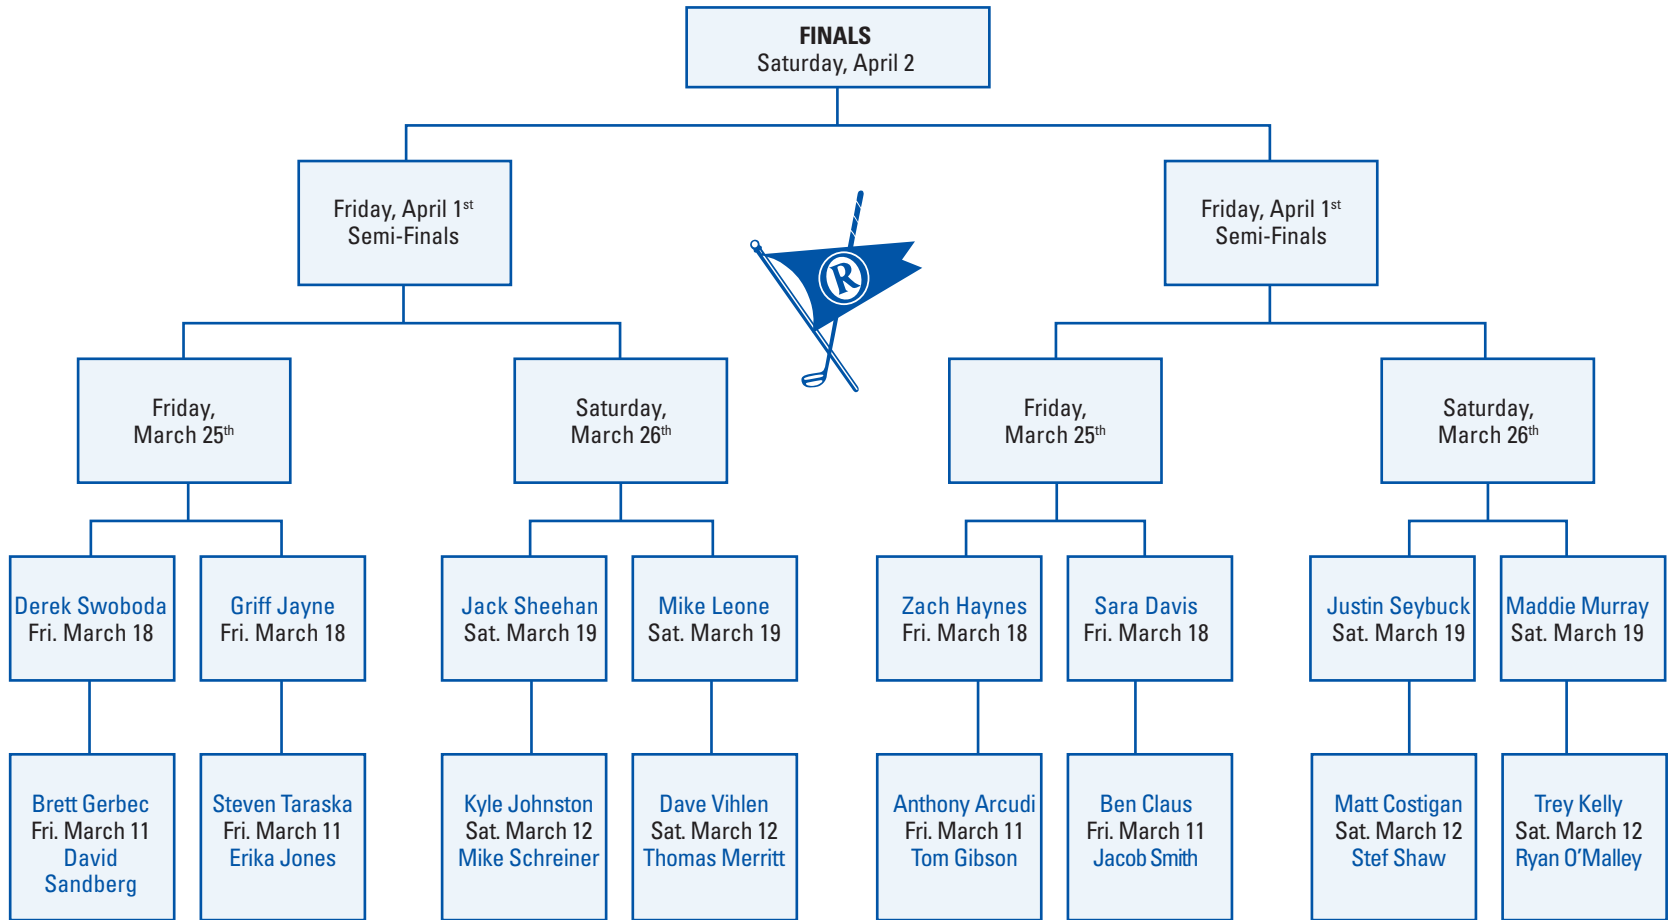 FINALS
Saturday, April 2
Friday, April 1st
Semi-Finals
Friday, April 1st
Semi-Finals
R
Friday,
March 25th
Saturday,
March 26th
Friday,
March 25th
Saturday,
March 26th
Derek Swoboda
Fri. March 18
Griff Jayne
Fri. March 18
Jack Sheehan
Sat. March 19
Mike Leone
Sat. March 19
Zach Haynes
Fri. March 18
Sara Davis
Fri. March 18
Justin Seybuck
Sat. March 19
Maddie Murray
Sat. March 19
Brett Gerbec
Fri. March 11
David
Sandberg
Steven Taraska
Fri. March 11
Erika Jones
Kyle Johnston
Sat. March 12
Mike Schreiner
Dave Vihlen
Sat. March 12
Thomas Merritt
Anthony Arcudi
Fri. March 11
Tom Gibson
Ben Claus
Fri. March 11
Jacob Smith
Matt Costigan
Sat. March 12
Stef Shaw
Trey Kelly
Sat. March 12
Ryan O’Malley